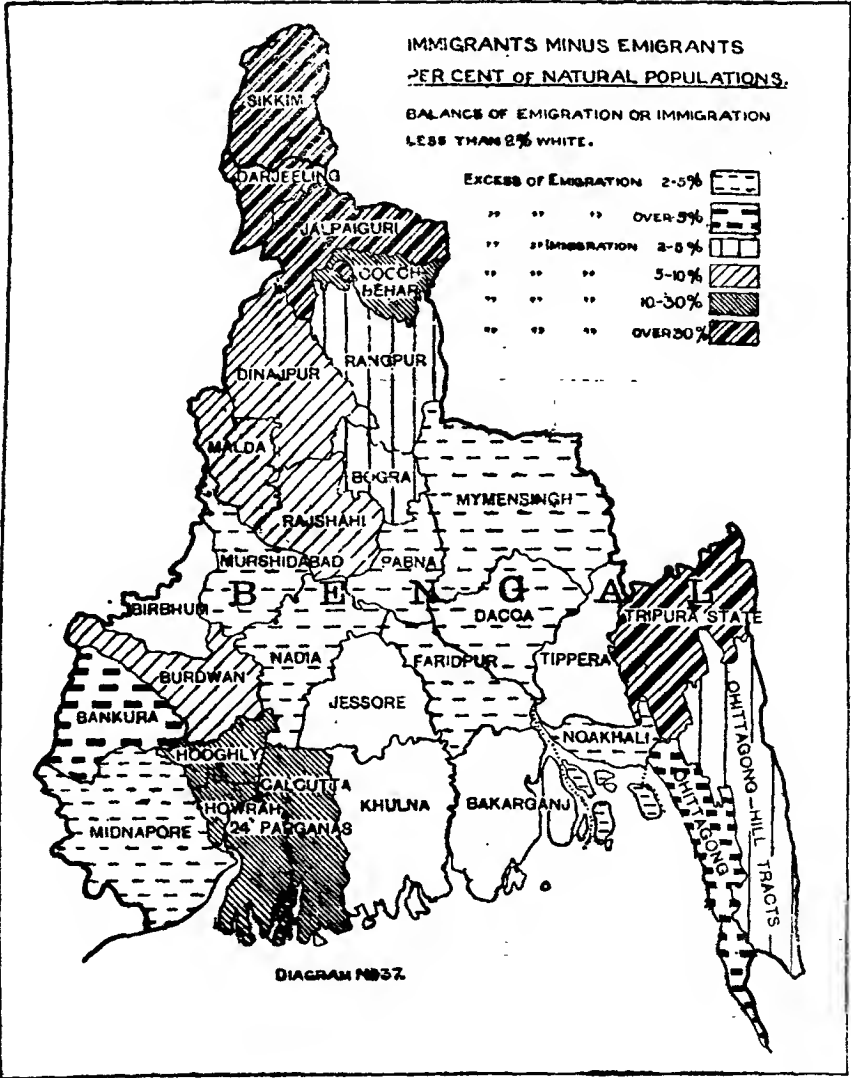 IMMIGRANTS MINUS EMIGRANTS
PER CENT OF NATURAL POPULATIONS.
BALANCE OF EMIGRATION OR IMMIGRATION
LESS THAN 2% WHITE.
EXCESS OF EMIGRATION 2-5%
" " " OVER 5%
" " IMMIGRATION 2-5%
" " " 5-10%
" " " 10-30%
" " " OVER 30%
SIKKIM
DARJEELING
JALPAIGURI
COOCH
BEHAR
RANGPUR
DINAJPUR
MALDA
BOGRA
MYMENSINGH
RAJSHAHI
MURSHIDABAD
PABNA
BENGAL
BIRBHUM
DACCA
TRIPURA STATE
NADIA
FARIDPUR
TIPPERA
BURDWAN
JESSORE
BANKURA
NOAKHALI
HOOGHLY
CALCUTTA
HOWRAH
24 PARGANAS
KHULNA
BAKARGANJ
MIDNAPORE
CHITTAGONG
CHITTAGONG HILL TRACTS
DIAGRAM NO 37.